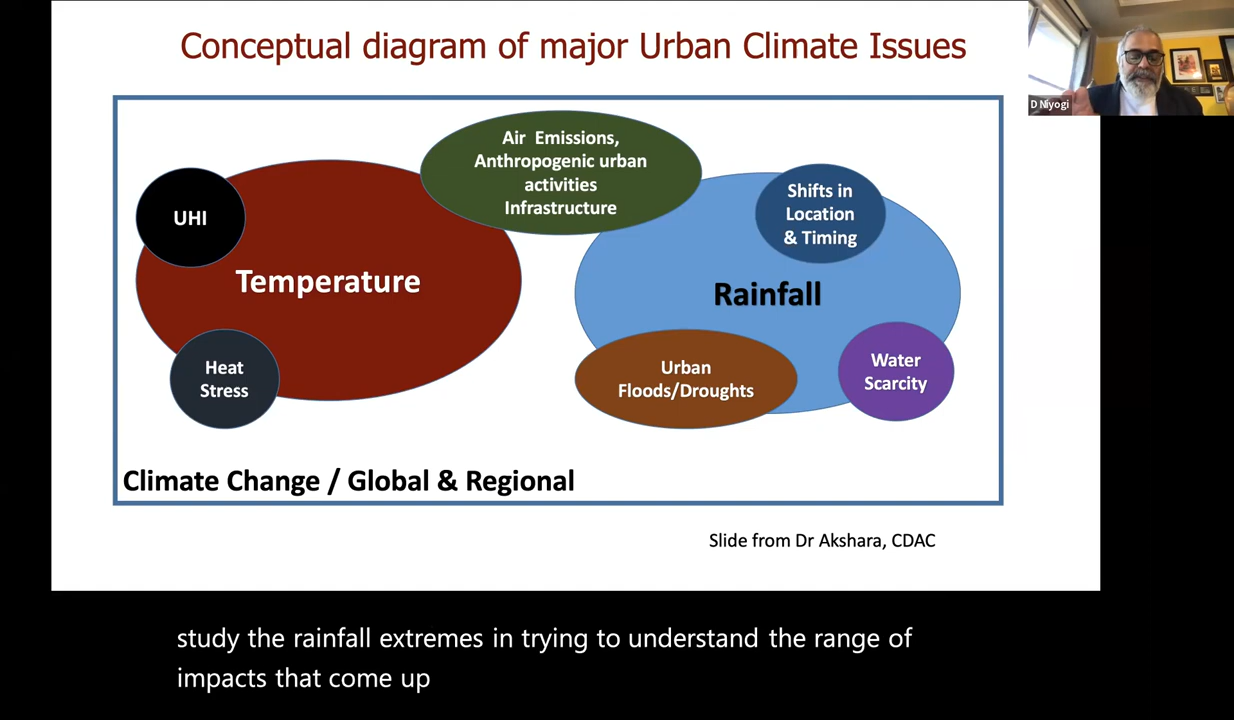 Conceptual diagram of major Urban Climate Issues
D Niyogi
Air Emissions,
Anthropogenic urban
activities
Infrastructure
UHI
Temperature
Heat
Stress
Shifts in
Location
& Timing
Rainfall
Urban
Floods/Droughts
Water
Scarcity
Climate Change / Global & Regional
Slide from Dr Akshara, CDAC
study the rainfall extremes in trying to understand the range of
impacts that come up